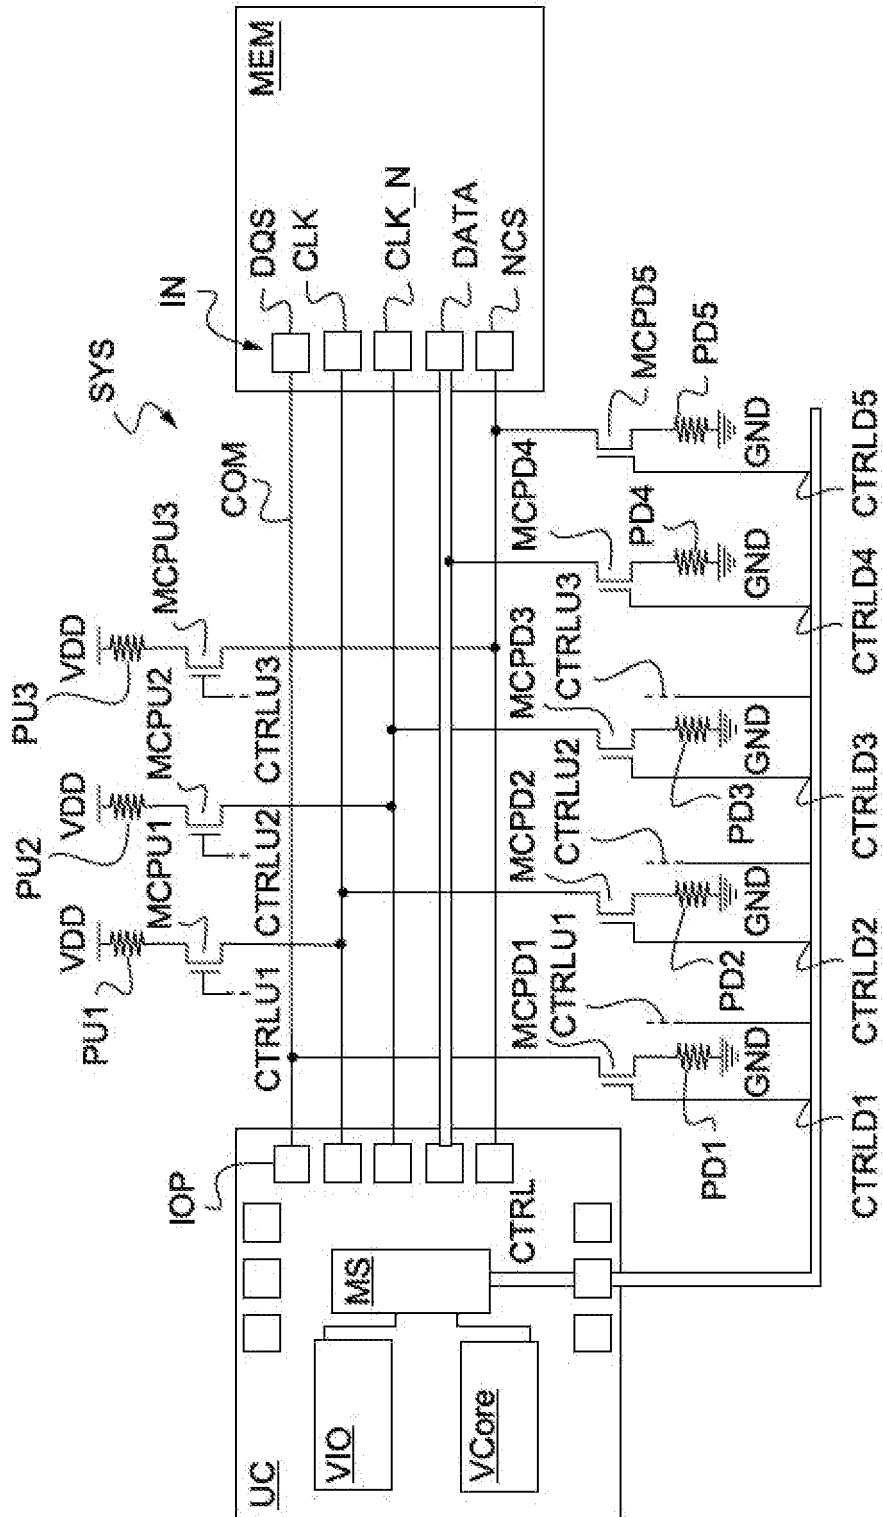 SYS
PU1
PU2
PU3
VDD
VDD
VDD
MCPU1
MCPU2
MCPU3
CTRLU1
CTRLU2
CTRLU3
COM
IN
UC
IOP
VIO
MS
VCore
CTRL
MEM
DQS
CLK
CLK_N
DATA
NCS
MCPD1
CTRLU1
MCPD2
CTRLU2
MCPD3
CTRLU3
MCPD4
MCPD5
PD1
GND
PD2
GND
PD3
GND
PD4
GND
PD5
GND
CTRLD1
CTRLD2
CTRLD3
CTRLD4
CTRLD5